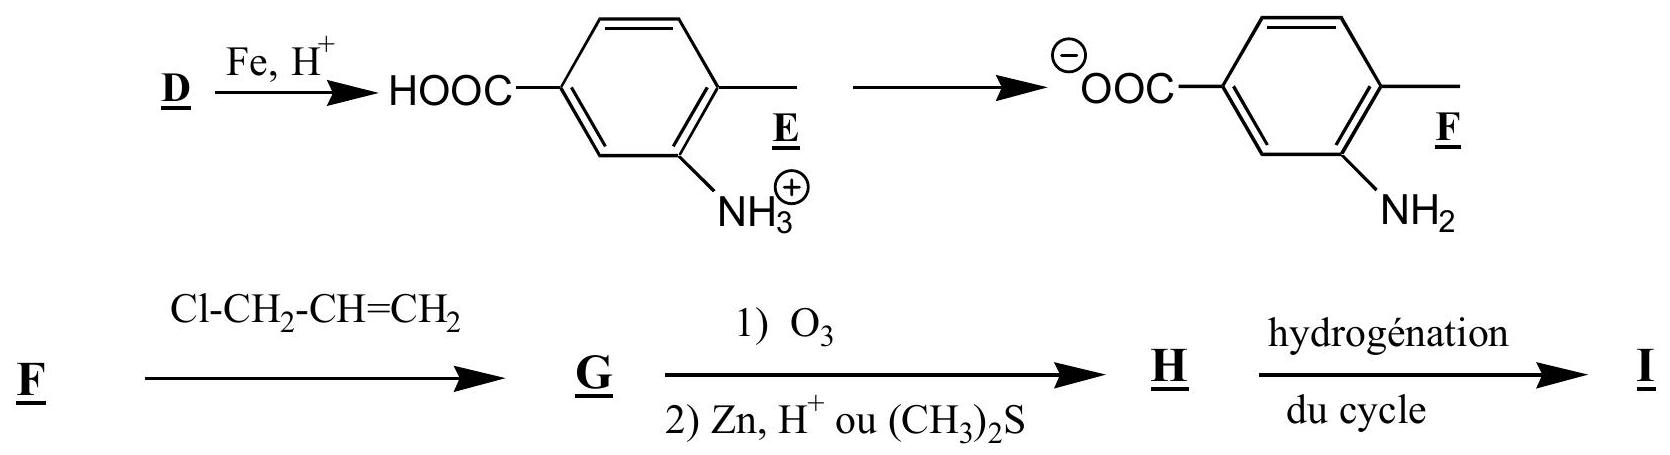 D Fe, H⁺ HOOC E NH₃ ⊕ ⊖ OOC F NH₂
Cl-CH₂-CH=CH₂ 1) O₃ hydrogénation
F G H I
2) Zn, H⁺ ou (CH₃)₂S du cycle